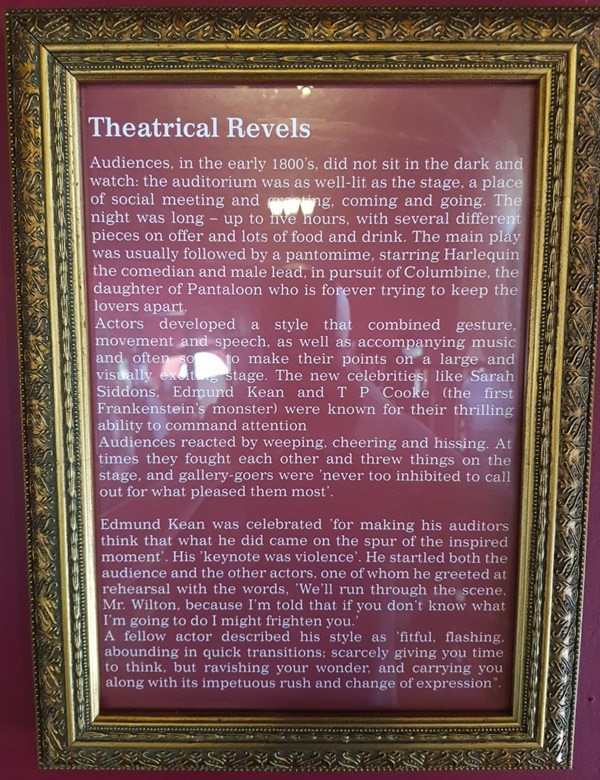 Theatrical Revels
Audiences, in the early 1800's, did not sit in the dark and
watch: the auditorium was as well-lit as the stage, a place
of social meeting and greeting, coming and going. The
night was long – up to five hours, with several different
pieces on offer and lots of food and drink. The main play
was usually followed by a pantomime, starring Harlequin
the comedian and male lead, in pursuit of Columbine, the
daughter of Pantaloon who is forever trying to keep the
lovers apart.
Actors developed a style that combined gesture,
movement and speech, as well as accompanying music
and often to make their points on a large and
visually exciting stage. The new celebrities, like Sarah
Siddons, Edmund Kean and T P Cooke (the first
Frankenstein's monster) were known for their thrilling
ability to command attention
Audiences reacted by weeping, cheering and hissing. At
times they fought each other and threw things on the
stage, and gallery-goers were 'never too inhibited to call
out for what pleased them most'.
Edmund Kean was celebrated 'for making his auditors
think that what he did came on the spur of the inspired
moment'. His 'keynote was violence'. He startled both the
audience and the other actors, one of whom he greeted at
rehearsal with the words, 'We'll run through the scene,
Mr. Wilton, because I'm told that if you don't know what
I'm going to do I might frighten you.'
A fellow actor described his style as 'fitful, flashing,
abounding in quick transitions; scarcely giving you time
to think, but ravishing your wonder, and carrying you
along with its impetuous rush and change of expression".